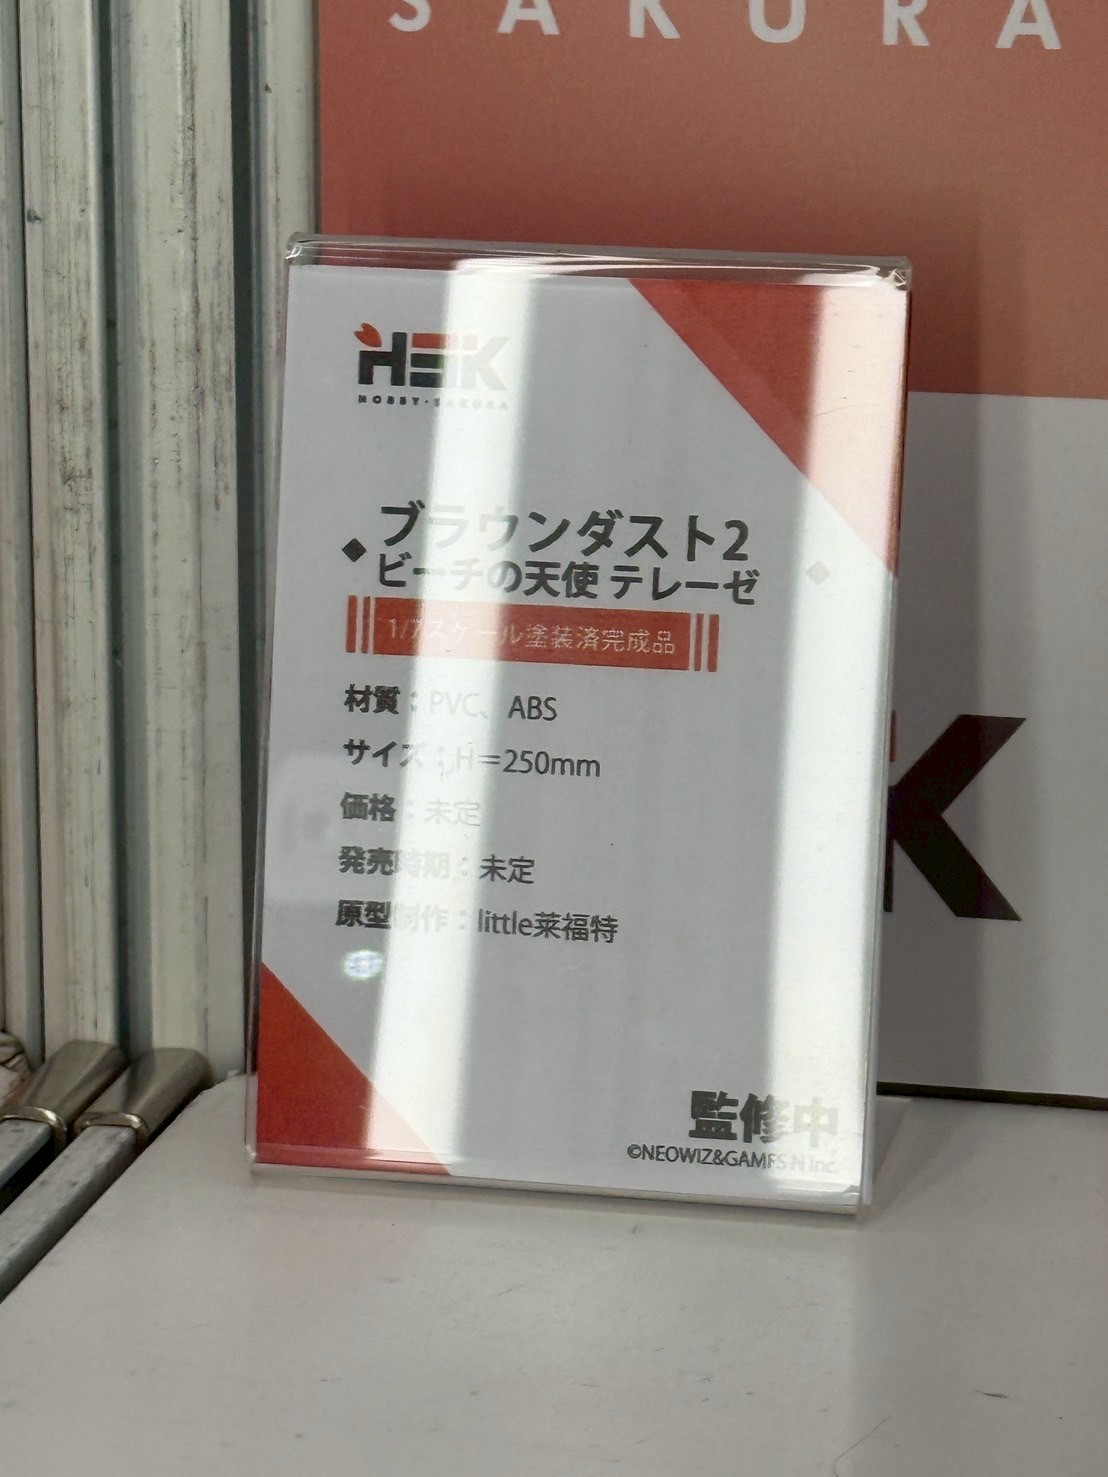 SAKURA
HSK
HOBBY·SAKURA
ブラウンダスト2
◆ビーチの天使 テレーゼ◆
1/7スケール塗装済完成品
材質：PVC、ABS
サイズ：H＝250mm
価格：未定
発売時期：未定
原型制作：little莱福特
監修中
©NEOWIZ&GAMFS N Inc.
K